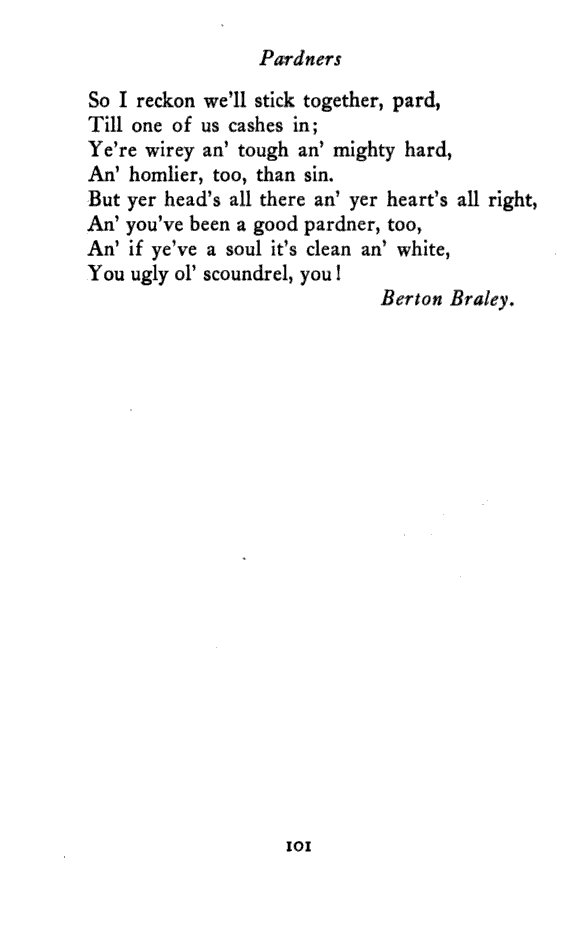 Pardners
So I reckon we'll stick together, pard,
Till one of us cashes in;
Ye're wirey an' tough an' mighty hard,
An' homlier, too, than sin.
But yer head's all there an' yer heart's all right,
An' you've been a good pardner, too,
An' if ye've a soul it's clean an' white,
You ugly ol' scoundrel, you!
Berton Braley.
101